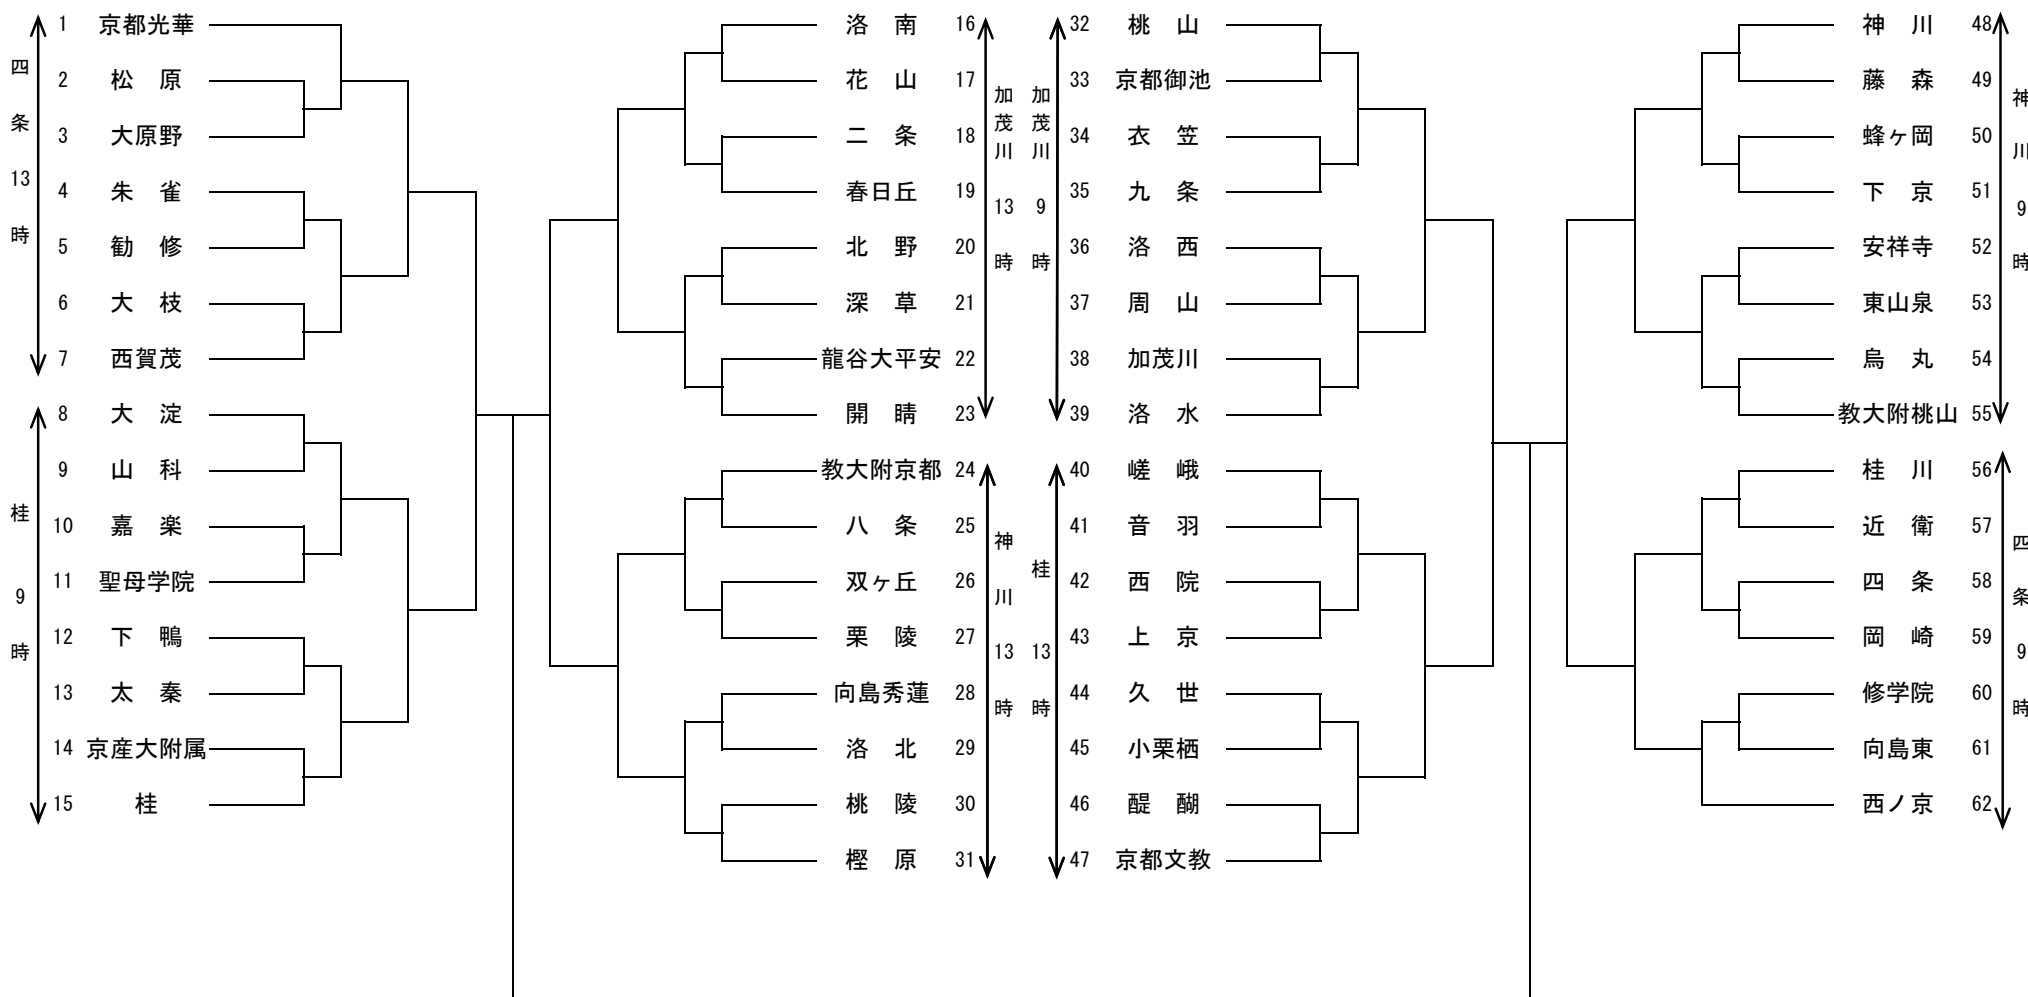 1 京都光華
2 松 原
3 大原野
4 朱 雀
5 勧 修
6 大 枝
7 西賀茂
四条 13時
8 大 淀
9 山 科
10 嘉 楽
11 聖母学院
12 下 鴨
13 太 秦
14 京産大附属
15 桂
桂 9時
洛 南 16
花 山 17
二 条 18
春日丘 19
北 野 20
深 草 21
龍谷大平安 22
開 睛 23
加茂川 13時
教大附京都 24
八 条 25
双ヶ丘 26
栗 陵 27
向島秀蓮 28
洛 北 29
桃 陵 30
樫 原 31
神川 13時
加茂川 9時
32 桃 山
33 京都御池
34 衣 笠
35 九 条
36 洛 西
37 周 山
38 加茂川
39 洛 水
桂 13時
40 嵯 峨
41 音 羽
42 西 院
43 上 京
44 久 世
45 小栗栖
46 醍 醐
47 京都文教
神 川 48
藤 森 49
蜂ヶ岡 50
下 京 51
安祥寺 52
東山泉 53
烏 丸 54
教大附桃山 55
神川 9時
桂 川 56
近 衛 57
四 条 58
岡 崎 59
修学院 60
向島東 61
西ノ京 62
四条 9時